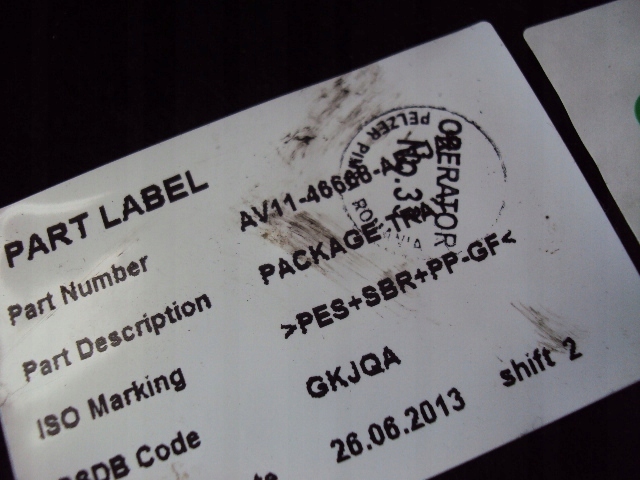 PART LABEL
Part Number
Part Description PACKAGE
ISO Marking >PES+SBR+PP-GF<
Code GKJQA
26.06.2013 shift 2
PELZER
OPERATOR